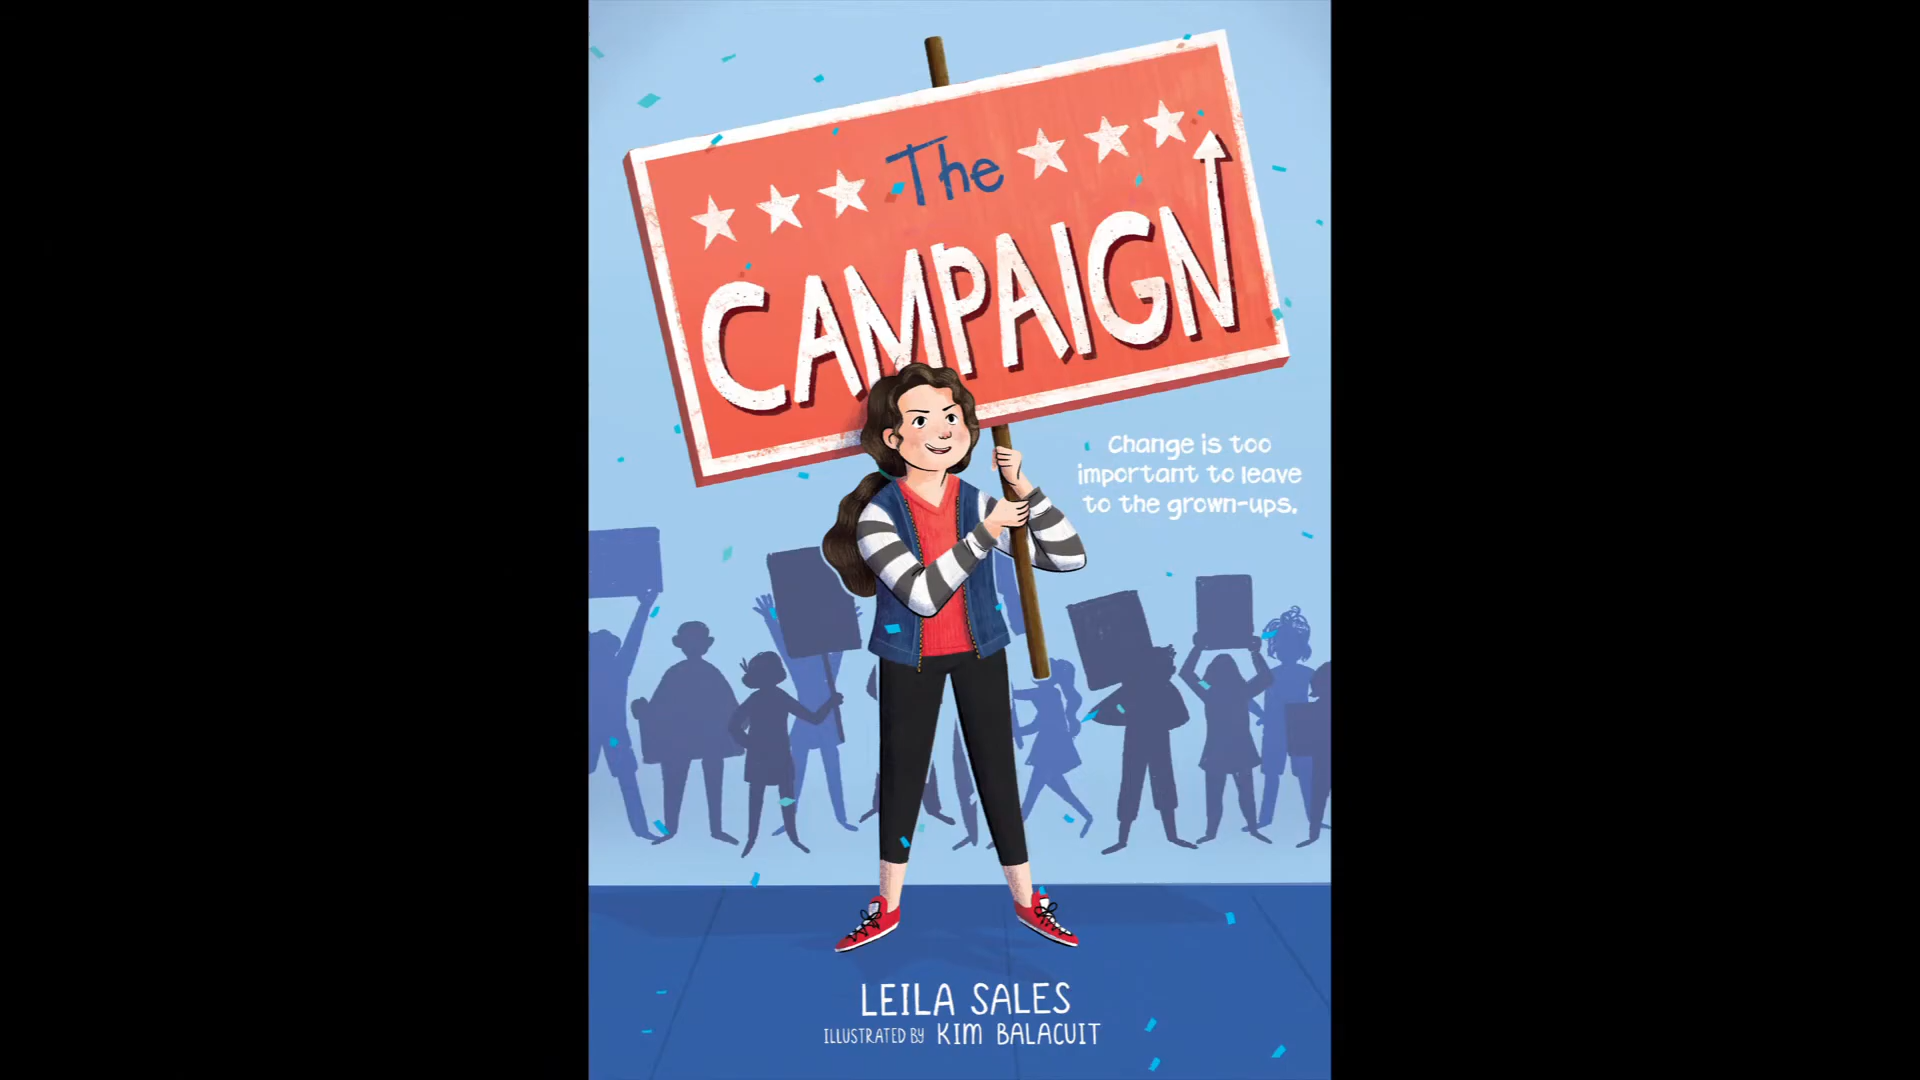 The
CAMPAIGN
Change is too
important to leave
to the grown-ups.
LEILA SALES
ILLUSTRATED BY KIM BALACUIT